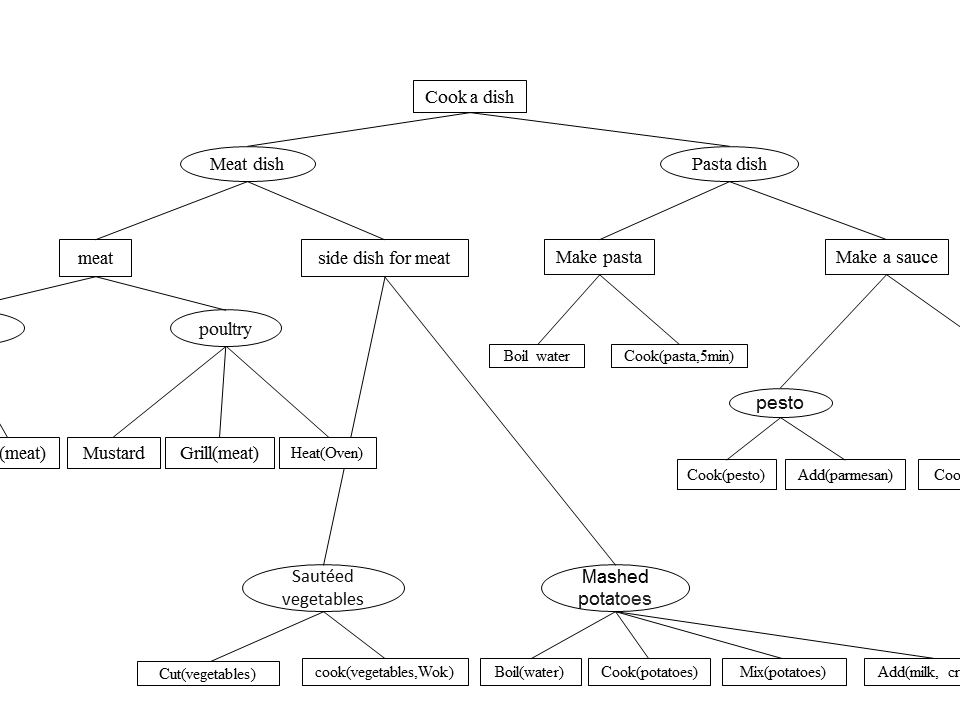 Cook a dish
Meat dish
Pasta dish
meat
side dish for meat
Make pasta
Make a sauce
poultry
Boil water
Cook(pasta,5min)
pesto
(meat)
Mustard
Grill(meat)
Heat(Oven)
Cook(pesto)
Add(parmesan)
Coo
Sautéed
vegetables
Mashed
potatoes
Cut(vegetables)
cook(vegetables,Wok)
Boil(water)
Cook(potatoes)
Mix(potatoes)
Add(milk, cr